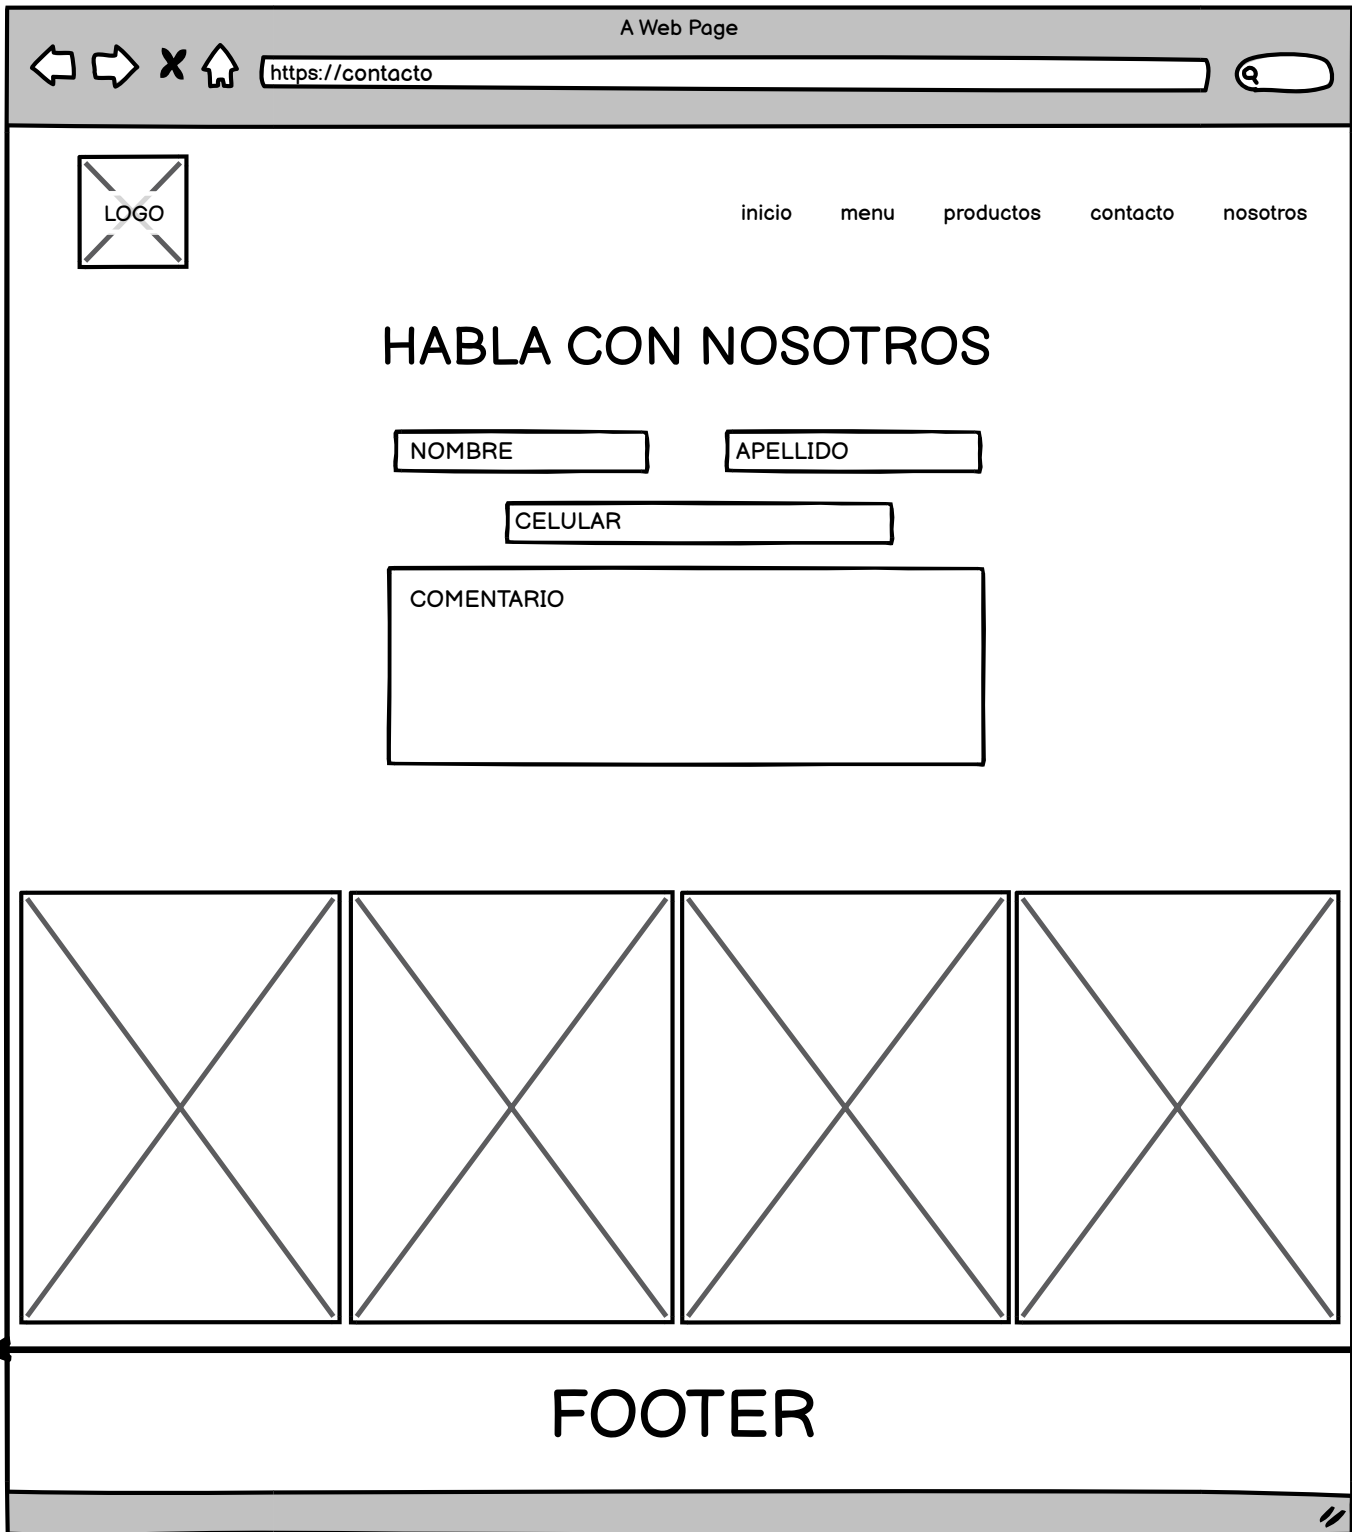 A Web Page
https://contacto
LOGO
inicio menu productos contacto nosotros
HABLA CON NOSOTROS
NOMBRE APELLIDO
CELULAR
COMENTARIO
FOOTER